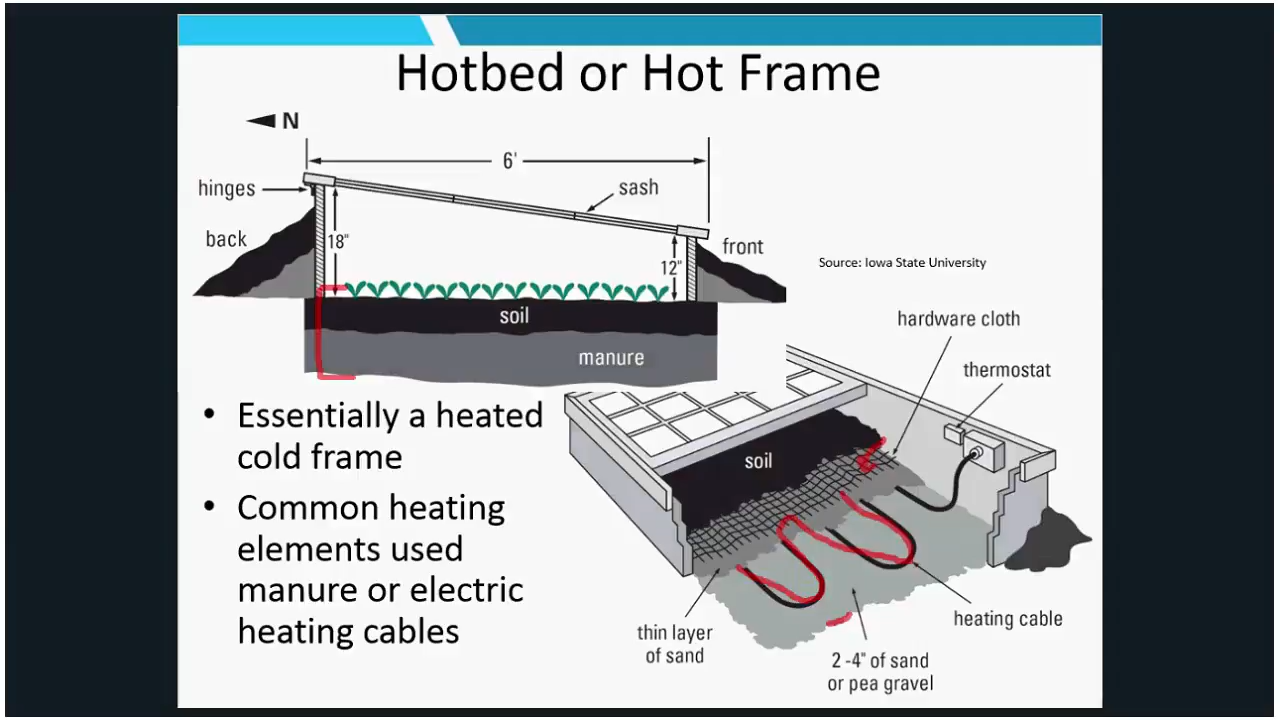 Hotbed or Hot Frame
N
6'
hinges
sash
back
18"
12"
front
soil
manure
Source: Iowa State University
hardware cloth
thermostat
soil
heating cable
thin layer
of sand
2 -4" of sand
or pea gravel
• Essentially a heated
cold frame
• Common heating
elements used
manure or electric
heating cables